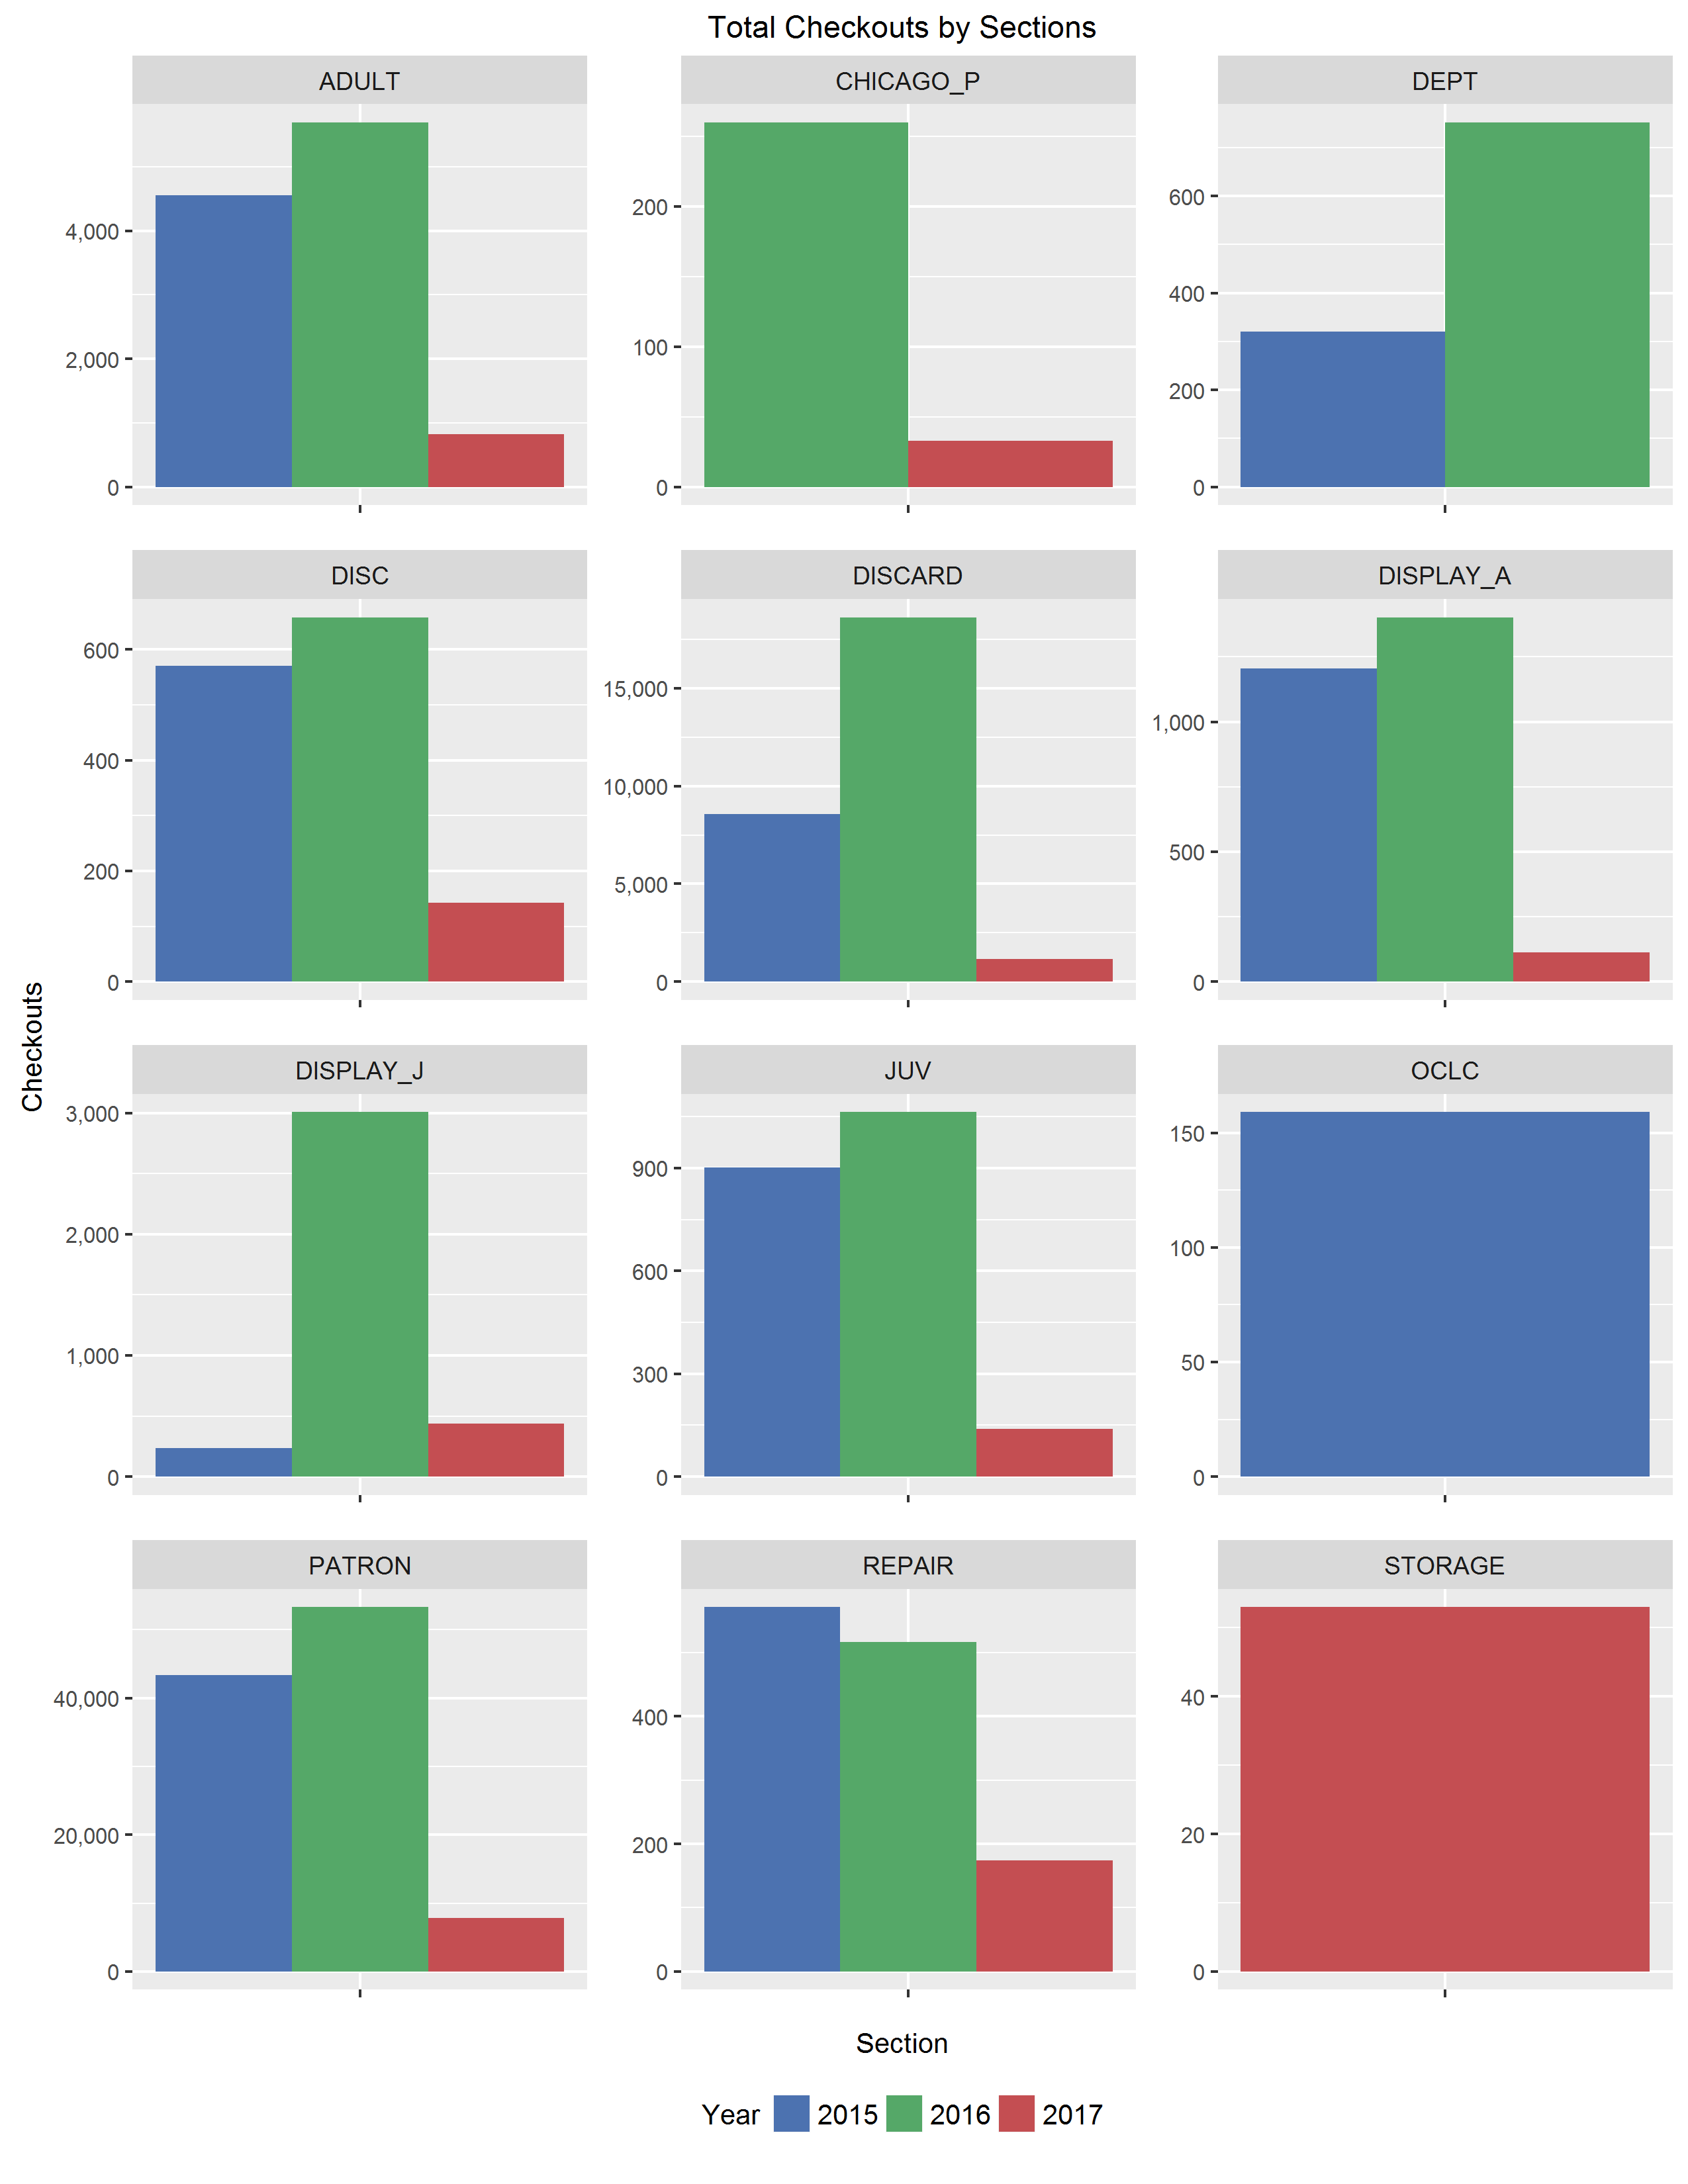 Total Checkouts by Sections
ADULT
CHICAGO_P
DEPT
4,000
2,000
0
200
100
0
600
400
200
0
DISC
DISCARD
DISPLAY_A
600
400
200
0
15,000
10,000
5,000
0
1,000
500
0
DISPLAY_J
JUV
OCLC
3,000
2,000
1,000
0
900
600
300
0
150
100
50
0
PATRON
REPAIR
STORAGE
40,000
20,000
0
400
200
0
40
20
0
Checkouts
Section
Year 2015 2016 2017